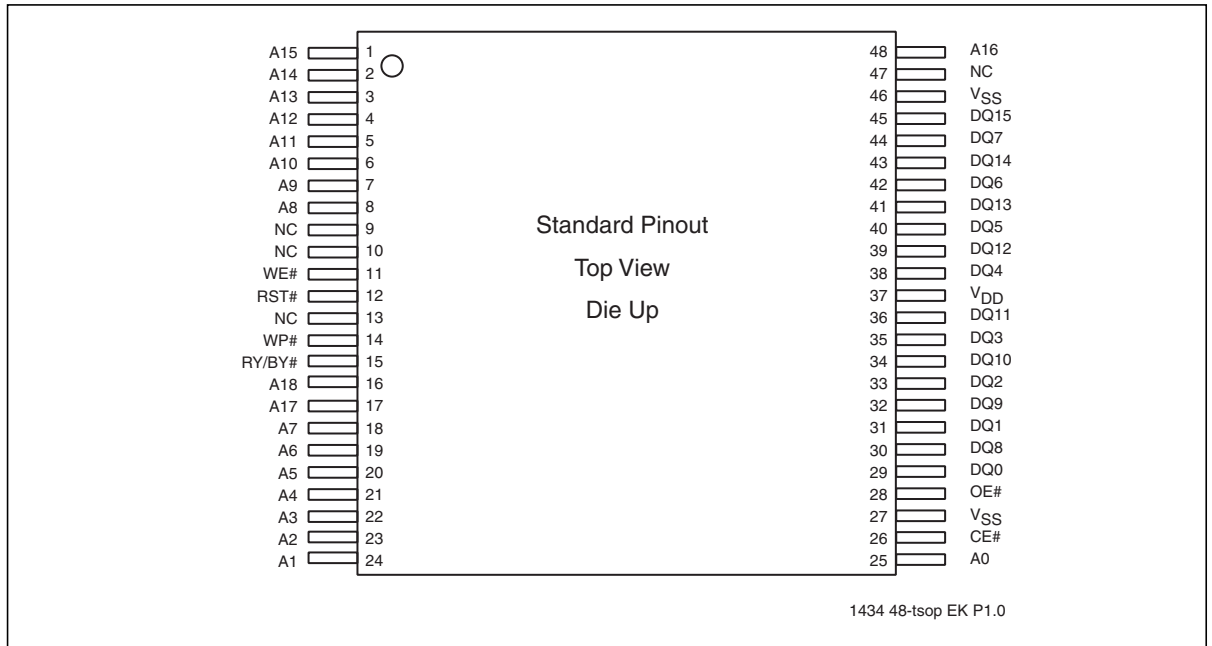 A15 1 48 A16
A14 2 47 NC
A13 3 46 VSS
A12 4 45 DQ15
A11 5 44 DQ7
A10 6 43 DQ14
A9 7 42 DQ6
A8 8 41 DQ13
NC 9 Standard Pinout 40 DQ5
NC 10 39 DQ12
WE# 11 Top View 38 DQ4
RST# 12 37 VDD
NC 13 Die Up 36 DQ11
WP# 14 35 DQ3
RY/BY# 15 34 DQ10
A18 16 33 DQ2
A17 17 32 DQ9
A7 18 31 DQ1
A6 19 30 DQ8
A5 20 29 DQ0
A4 21 28 OE#
A3 22 27 VSS
A2 23 26 CE#
A1 24 25 A0
1434 48-tsop EK P1.0